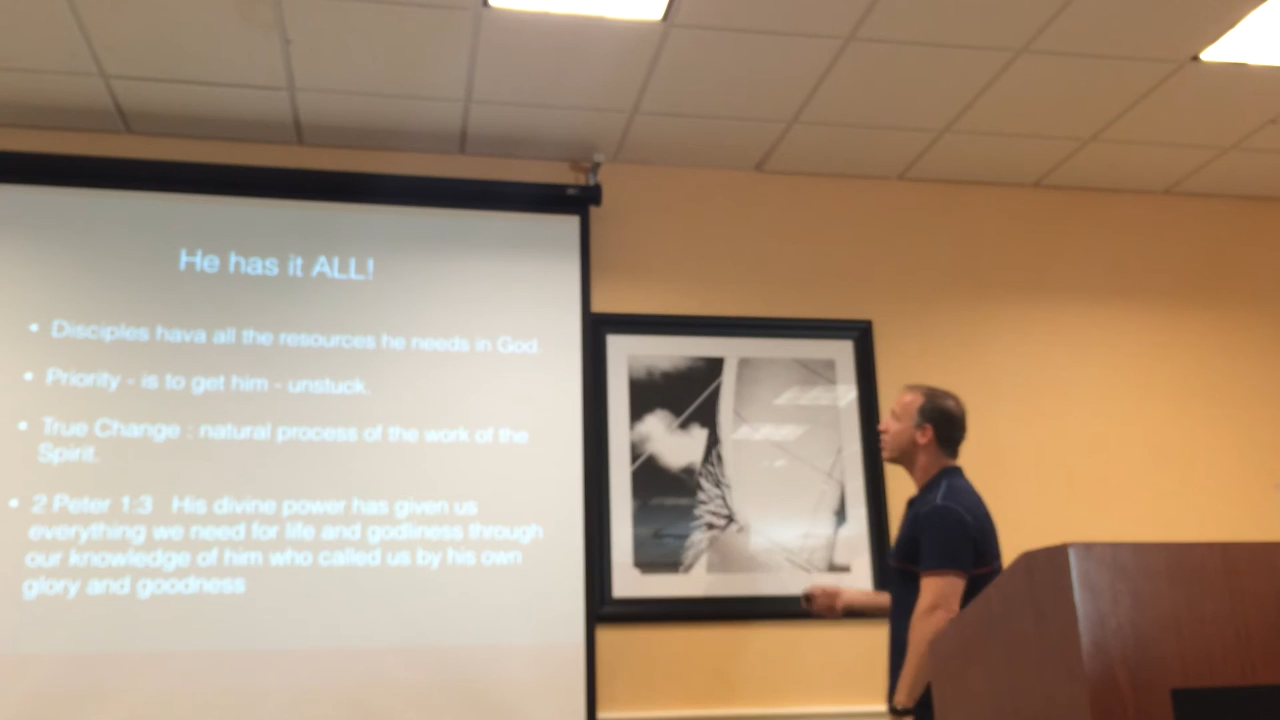 He has it ALL!
• Disciples hava all the resources he needs in God.
• Priority - is to get him - unstuck.
• True Change : natural process of the work of the
Spirit.
• 2 Peter 1:3 His divine power has given us
everything we need for life and godliness through
our knowledge of him who called us by his own
glory and goodness